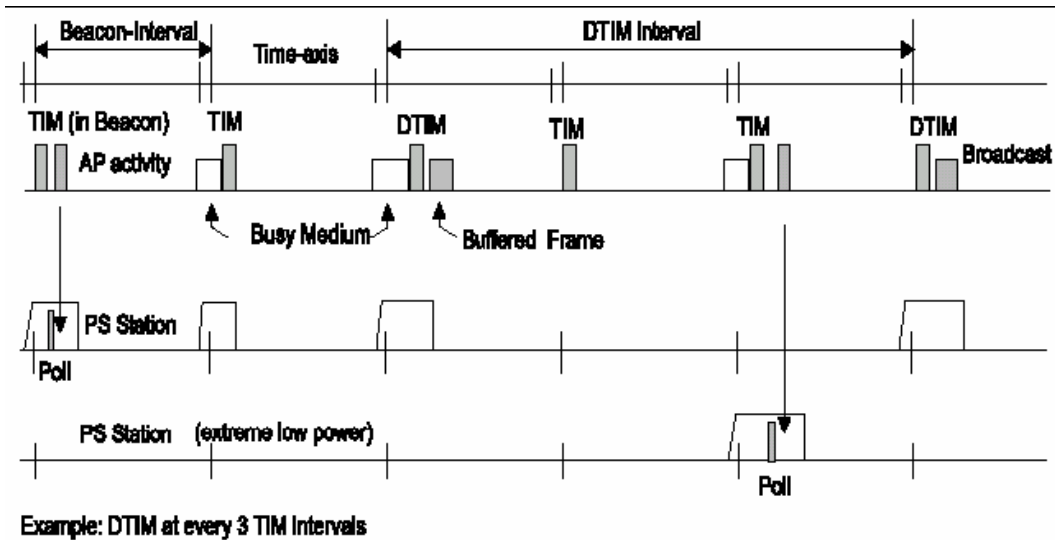 Beacon-Interval
DTIM Interval
Time-axis
TIM (in Beacon)
TIM
DTIM
TIM
TIM
DTIM
AP activity
Broadcast
Busy Medium
Buffered Frame
PS Station
Poll
PS Station (extreme low power)
Poll
Example: DTIM at every 3 TIM Intervals